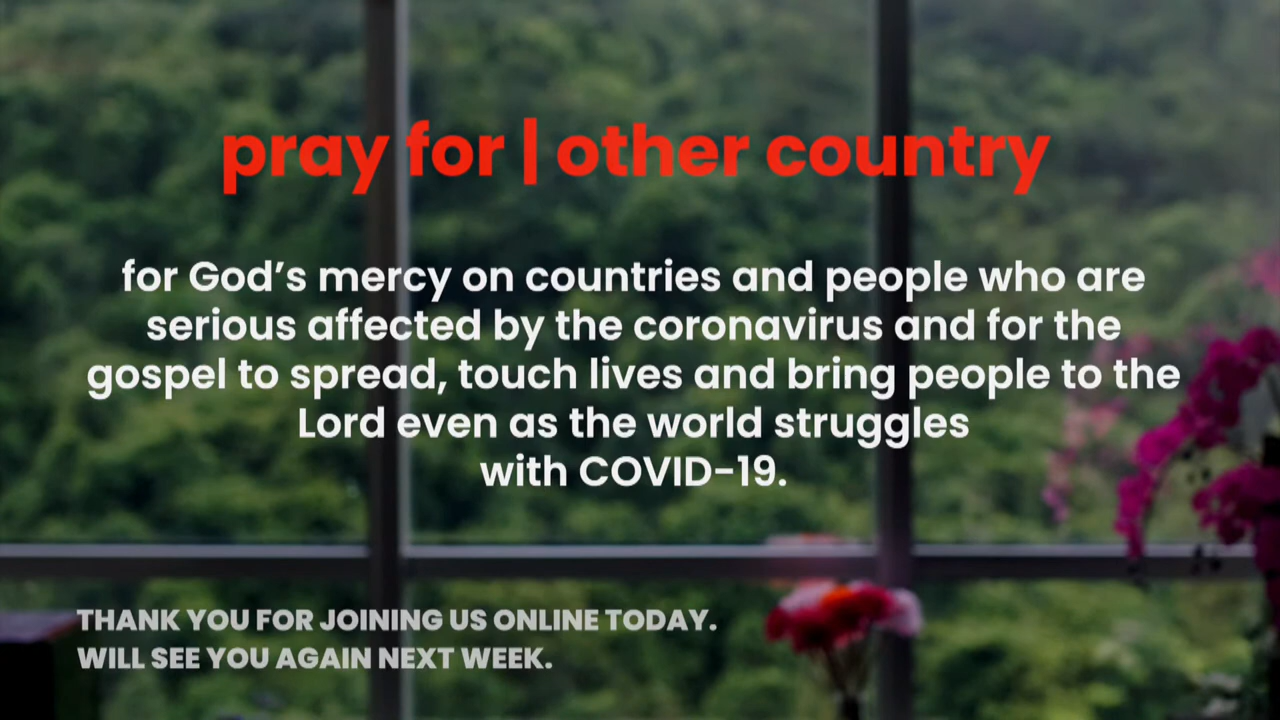 pray for | other country
for God’s mercy on countries and people who are
serious affected by the coronavirus and for the
gospel to spread, touch lives and bring people to the
Lord even as the world struggles
with COVID-19.
THANK YOU FOR JOINING US ONLINE TODAY.
WILL SEE YOU AGAIN NEXT WEEK.